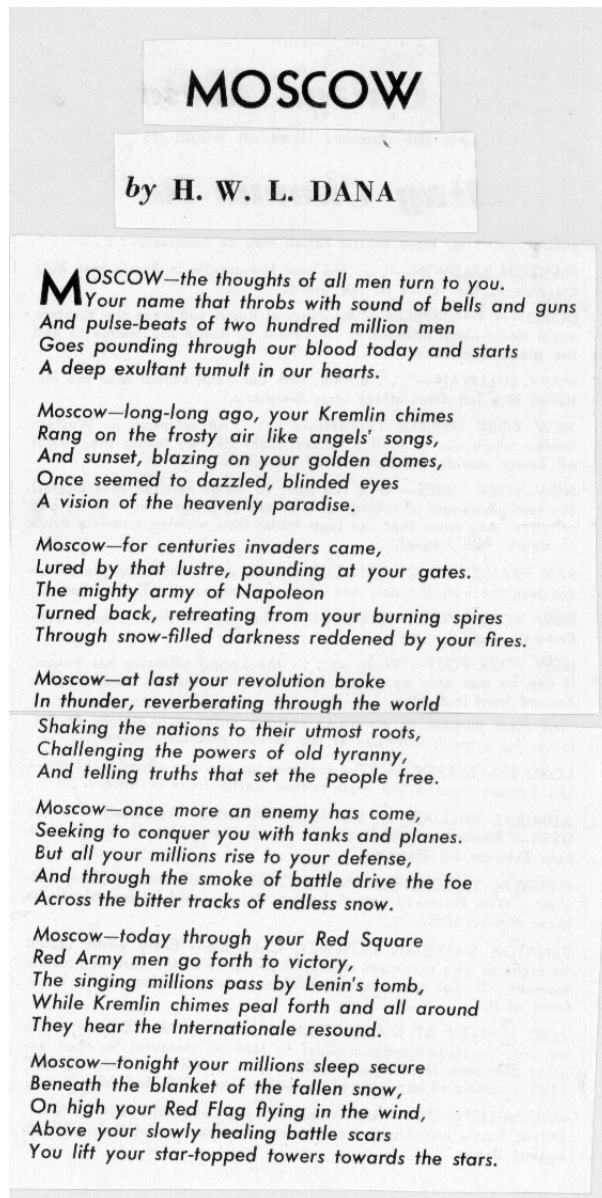 MOSCOW
by H. W. L. DANA
MOSCOW—the thoughts of all men turn to you.
Your name that throbs with sound of bells and guns
And pulse-beats of two hundred million men
Goes pounding through our blood today and starts
A deep exultant tumult in our hearts.
Moscow—long-long ago, your Kremlin chimes
Rang on the frosty air like angels' songs,
And sunset, blazing on your golden domes,
Once seemed to dazzled, blinded eyes
A vision of the heavenly paradise.
Moscow—for centuries invaders came,
Lured by that lustre, pounding at your gates.
The mighty army of Napoleon
Turned back, retreating from your burning spires
Through snow-filled darkness reddened by your fires.
Moscow—at last your revolution broke
In thunder, reverberating through the world
Shaking the nations to their utmost roots,
Challenging the powers of old tyranny,
And telling truths that set the people free.
Moscow—once more an enemy has come,
Seeking to conquer you with tanks and planes.
But all your millions rise to your defense,
And through the smoke of battle drive the foe
Across the bitter tracks of endless snow.
Moscow—today through your Red Square
Red Army men go forth to victory,
The singing millions pass by Lenin's tomb,
While Kremlin chimes peal forth and all around
They hear the Internationale resound.
Moscow—tonight your millions sleep secure
Beneath the blanket of the fallen snow,
On high your Red Flag flying in the wind,
Above your slowly healing battle scars
You lift your star-topped towers towards the stars.